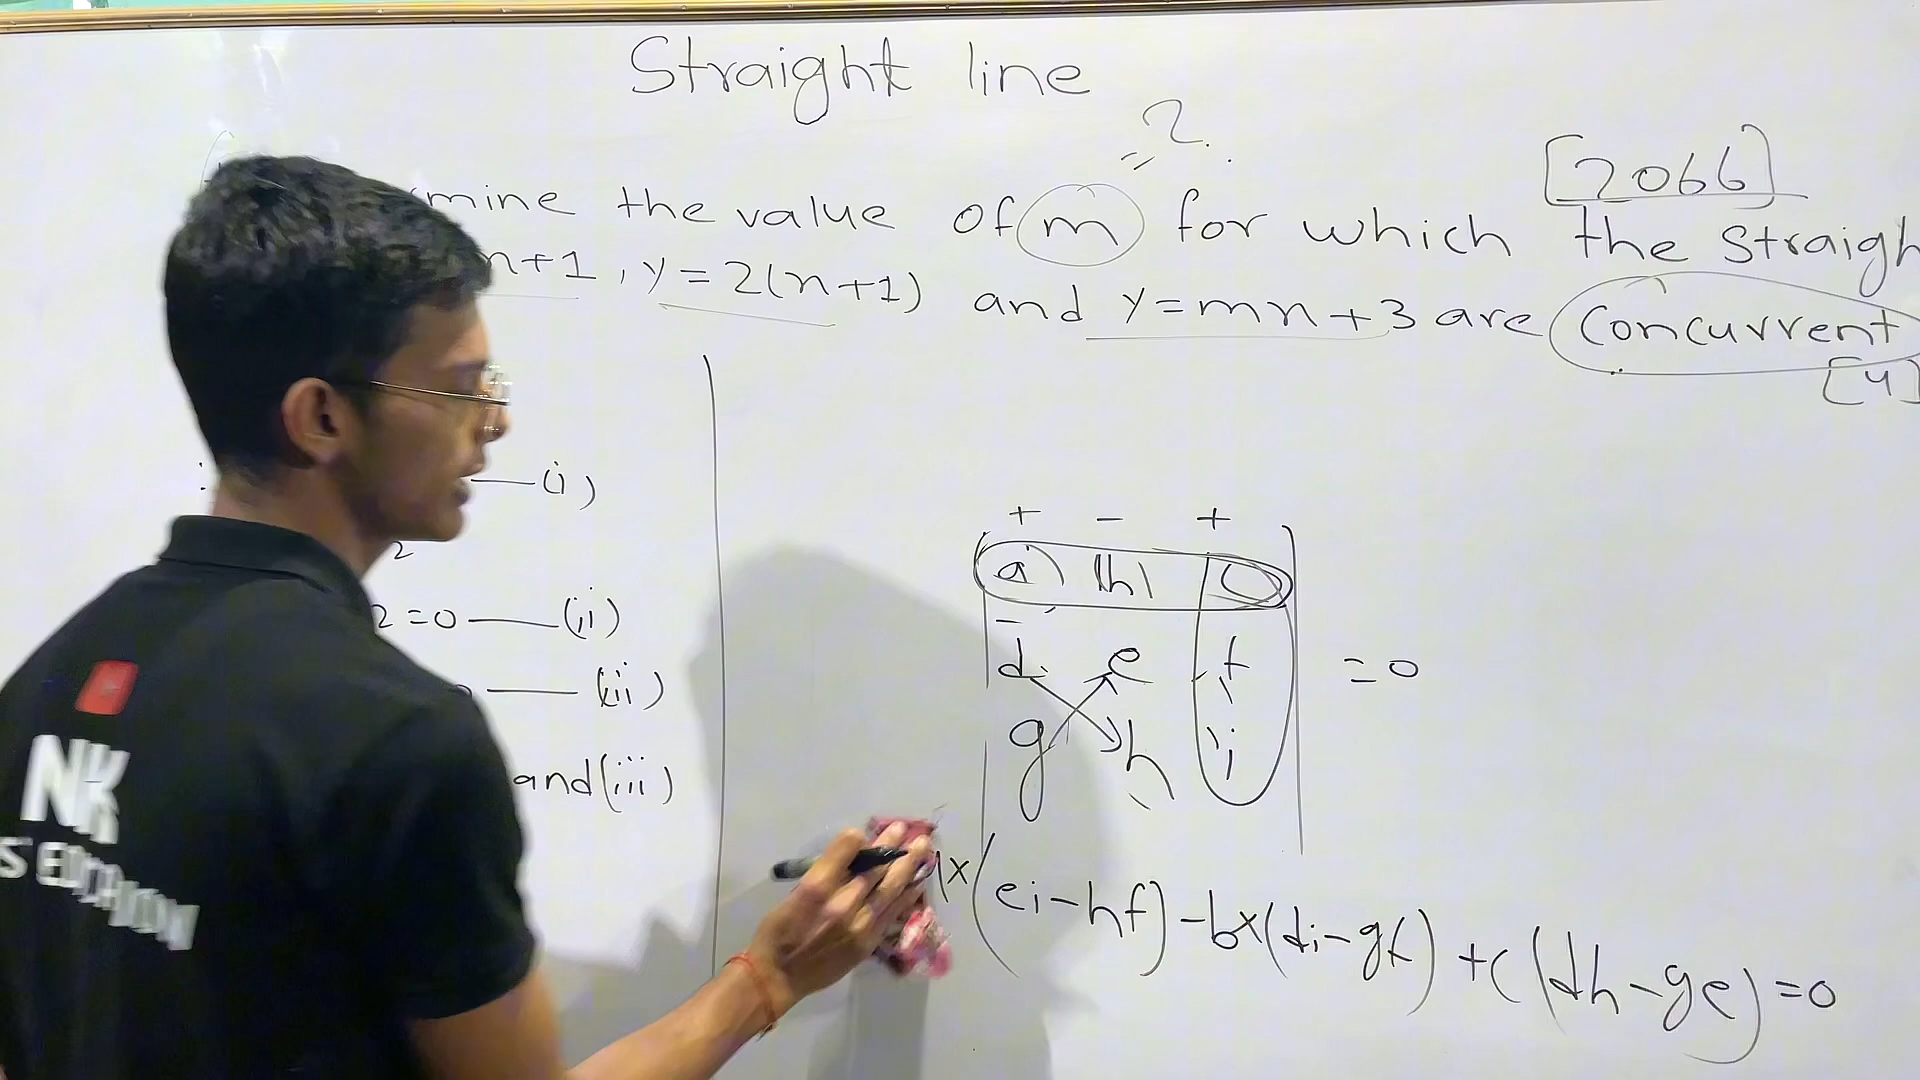 Straight line
= 2.
[2066]
mine the value of m for which the straigh
n+1, y=2(n+1) and y=mn+3 are concurrent
[4]
(i)
2
2=0 (ii)
(iii)
and (iii)
+ - +
a b c
d e f
g h i
=0
x(ei-hf)-bx(di-gf)+c(dh-ge)=0
NK
'S EDUCATION